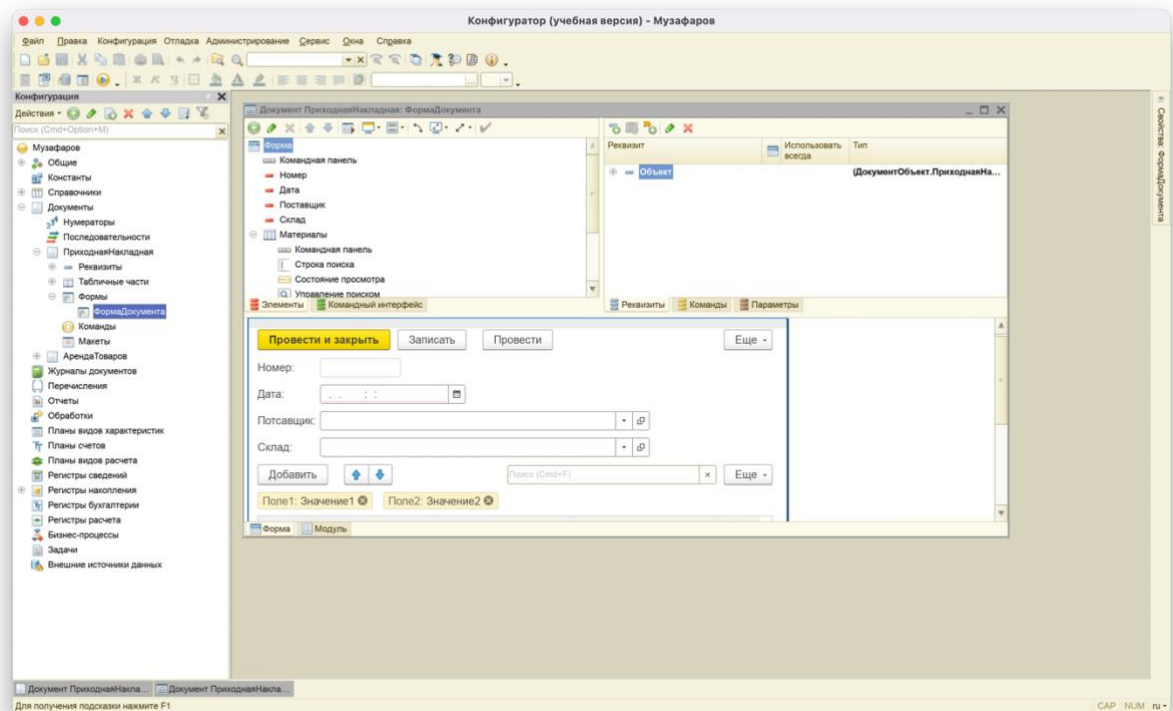 Конфигуратор (учебная версия) - Музафаров
Файл Правка Конфигурация Отладка Администрирование Сервис Окна Справка
Конфигурация
Действия
Поиск (Cmd+Option+M)
Музафаров
Общие
Константы
Справочники
Документы
Нумераторы
Последовательности
ПриходнаяНакладная
Реквизиты
Табличные части
Формы
ФормаДокумента
Команды
Макеты
АрендаТоваров
Журналы документов
Перечисления
Отчеты
Обработки
Планы видов характеристик
Планы счетов
Планы видов расчета
Регистры сведений
Регистры накопления
Регистры бухгалтерии
Регистры расчета
Бизнес-процессы
Задачи
Внешние источники данных
Документ ПриходнаяНакладная: ФормаДокумента
Форма
Командная панель
Номер
Дата
Поставщик
Склад
Материалы
Командная панель
Строка поиска
Состояние просмотра
Управление поиском
Элементы Командный интерфейс
Реквизит Использовать всегда Тип
Объект (ДокументОбъект.ПриходнаяНа...
Реквизиты Команды Параметры
Провести и закрыть Записать Провести Еще
Номер:
Дата: . . : :
Потсавщик:
Склад:
Добавить Поиск (Cmd+F) × Еще
Поле1: Значение1 Поле2: Значение2
Форма Модуль
Свойства: ФормаДокумента
Документ ПриходнаяНакла... Документ ПриходнаяНакла...
Для получения подсказки нажмите F1 CAP NUM ru